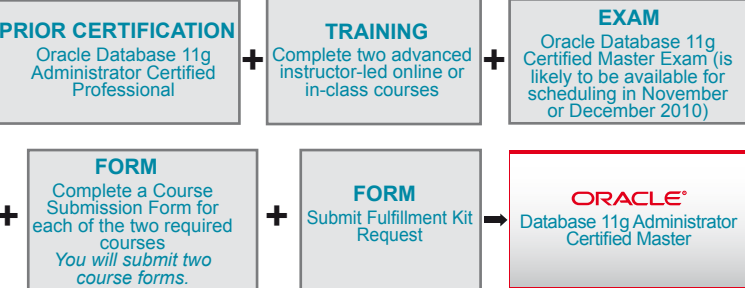 PRIOR CERTIFICATION
Oracle Database 11g
Administrator Certified
Professional
+
TRAINING
Complete two advanced
instructor-led online or
in-class courses
+
EXAM
Oracle Database 11g
Certified Master Exam (is
likely to be available for
scheduling in November
or December 2010)
+
FORM
Complete a Course
Submission Form for
each of the two required
courses
You will submit two
course forms.
+
FORM
Submit Fulfillment Kit
Request
ORACLE
Database 11g Administrator
Certified Master